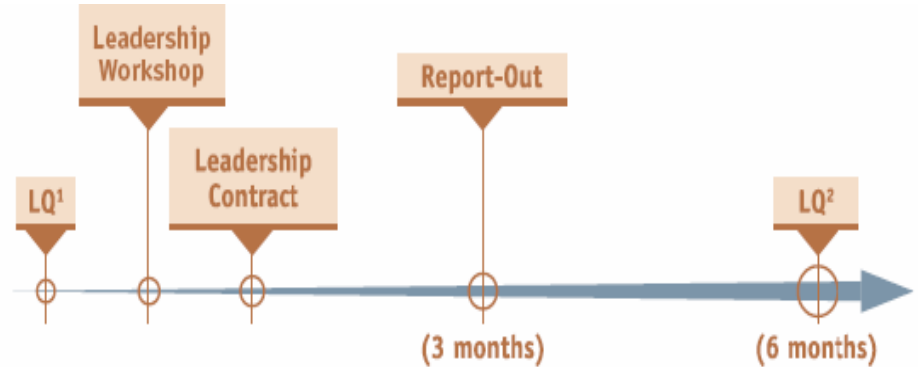 Leadership
Workshop
Report-Out
Leadership
Contract
LQ¹
LQ²
(3 months)
(6 months)